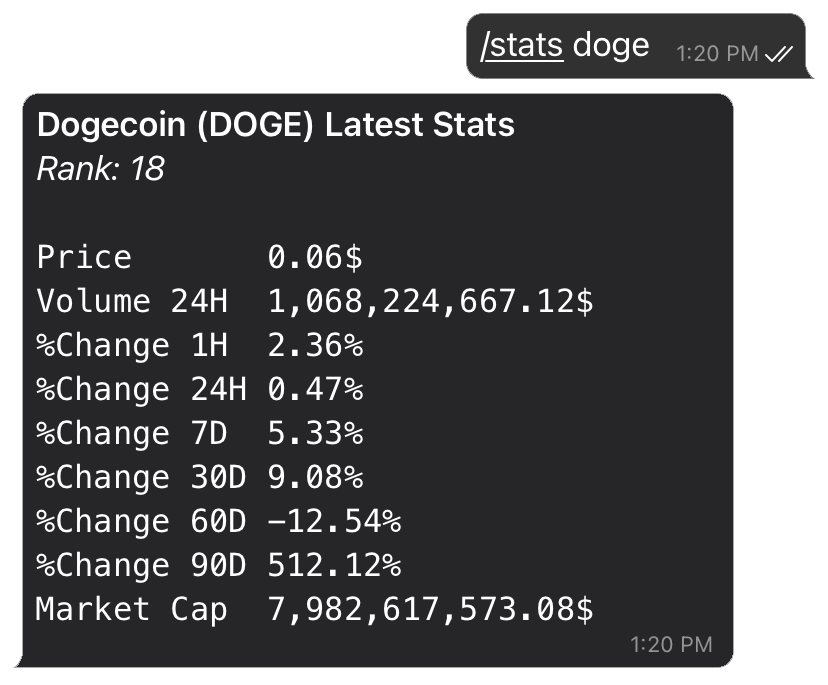 /stats doge 1:20 PM
Dogecoin (DOGE) Latest Stats
Rank: 18
Price 0.06$
Volume 24H 1,068,224,667.12$
%Change 1H 2.36%
%Change 24H 0.47%
%Change 7D 5.33%
%Change 30D 9.08%
%Change 60D -12.54%
%Change 90D 512.12%
Market Cap 7,982,617,573.08$
1:20 PM